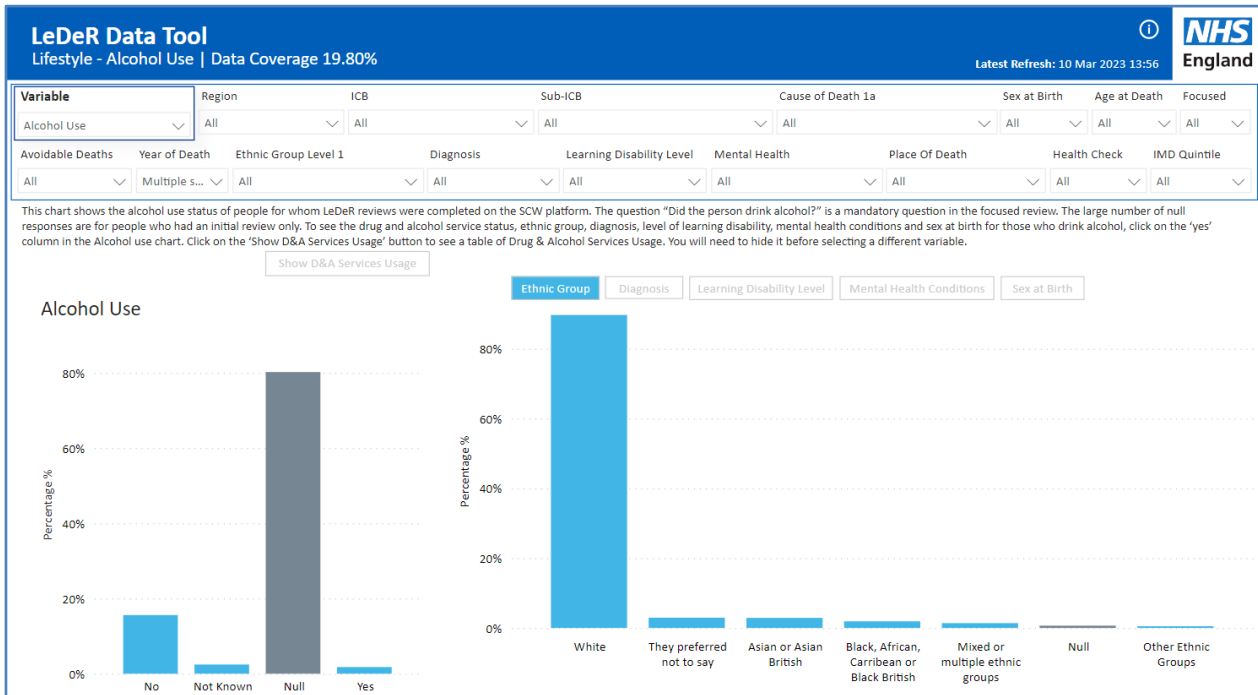 LeDeR Data Tool
Lifestyle - Alcohol Use | Data Coverage 19.80%
Latest Refresh: 10 Mar 2023 13:56
NHS
England
Variable Region ICB Sub-ICB Cause of Death 1a Sex at Birth Age at Death Focused
Alcohol Use All All All All All All All
Avoidable Deaths Year of Death Ethnic Group Level 1 Diagnosis Learning Disability Level Mental Health Place Of Death Health Check IMD Quintile
All Multiple s... All All All All All All All
This chart shows the alcohol use status of people for whom LeDeR reviews were completed on the SCW platform. The question "Did the person drink alcohol?" is a mandatory question in the focused review. The large number of null
responses are for people who had an initial review only. To see the drug and alcohol service status, ethnic group, diagnosis, level of learning disability, mental health conditions and sex at birth for those who drink alcohol, click on the 'yes'
column in the Alcohol use chart. Click on the 'Show D&A Services Usage' button to see a table of Drug & Alcohol Services Usage. You will need to hide it before selecting a different variable.
Show D&A Services Usage
Alcohol Use
Percentage %
80%
60%
40%
20%
0%
No Not Known Null Yes
Ethnic Group Diagnosis Learning Disability Level Mental Health Conditions Sex at Birth
Percentage %
80%
60%
40%
20%
0%
White They preferred Asian or Asian Black, African, Mixed or Null Other Ethnic
not to say British Carribean or multiple ethnic Groups
Black British groups